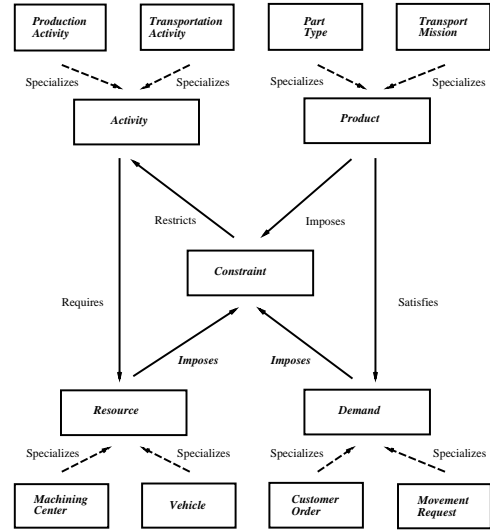 Production
Activity
Transportation
Activity
Part
Type
Transport
Mission
Specializes
Specializes
Specializes
Specializes
Activity
Product
Restricts
Imposes
Constraint
Requires
Satisfies
Imposes
Imposes
Resource
Demand
Specializes
Specializes
Specializes
Specializes
Machining
Center
Vehicle
Customer
Order
Movement
Request